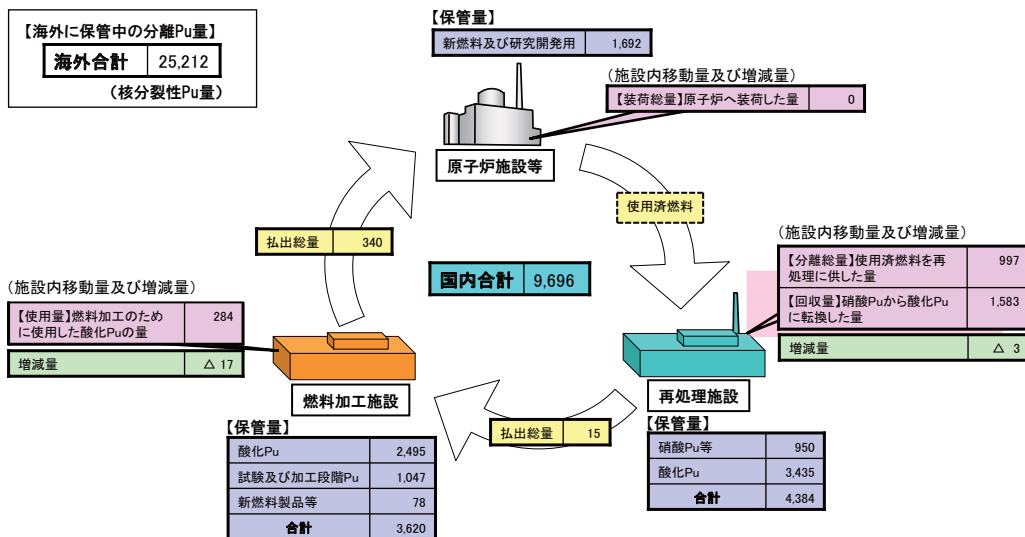 【海外に保管中の分離Pu量】
海外合計 25,212
(核分裂性Pu量)
【保管量】
新燃料及び研究開発用 1,692
(施設内移動量及び増減量)
【装荷総量】原子炉へ装荷した量 0
原子炉施設等
使用済燃料
払出総量 340
国内合計 9,696
(施設内移動量及び増減量)
【分離総量】使用済燃料を再
処理に供した量 997
【回収量】硝酸Puから酸化Pu
に転換した量 1,583
増減量 △ 3
(施設内移動量及び増減量)
【使用量】燃料加工のため
に使用した酸化Puの量 284
増減量 △ 17
燃料加工施設
再処理施設
払出総量 15
【保管量】
酸化Pu 2,495
試験及び加工段階Pu 1,047
新燃料製品等 78
合計 3,620
【保管量】
硝酸Pu等 950
酸化Pu 3,435
合計 4,384